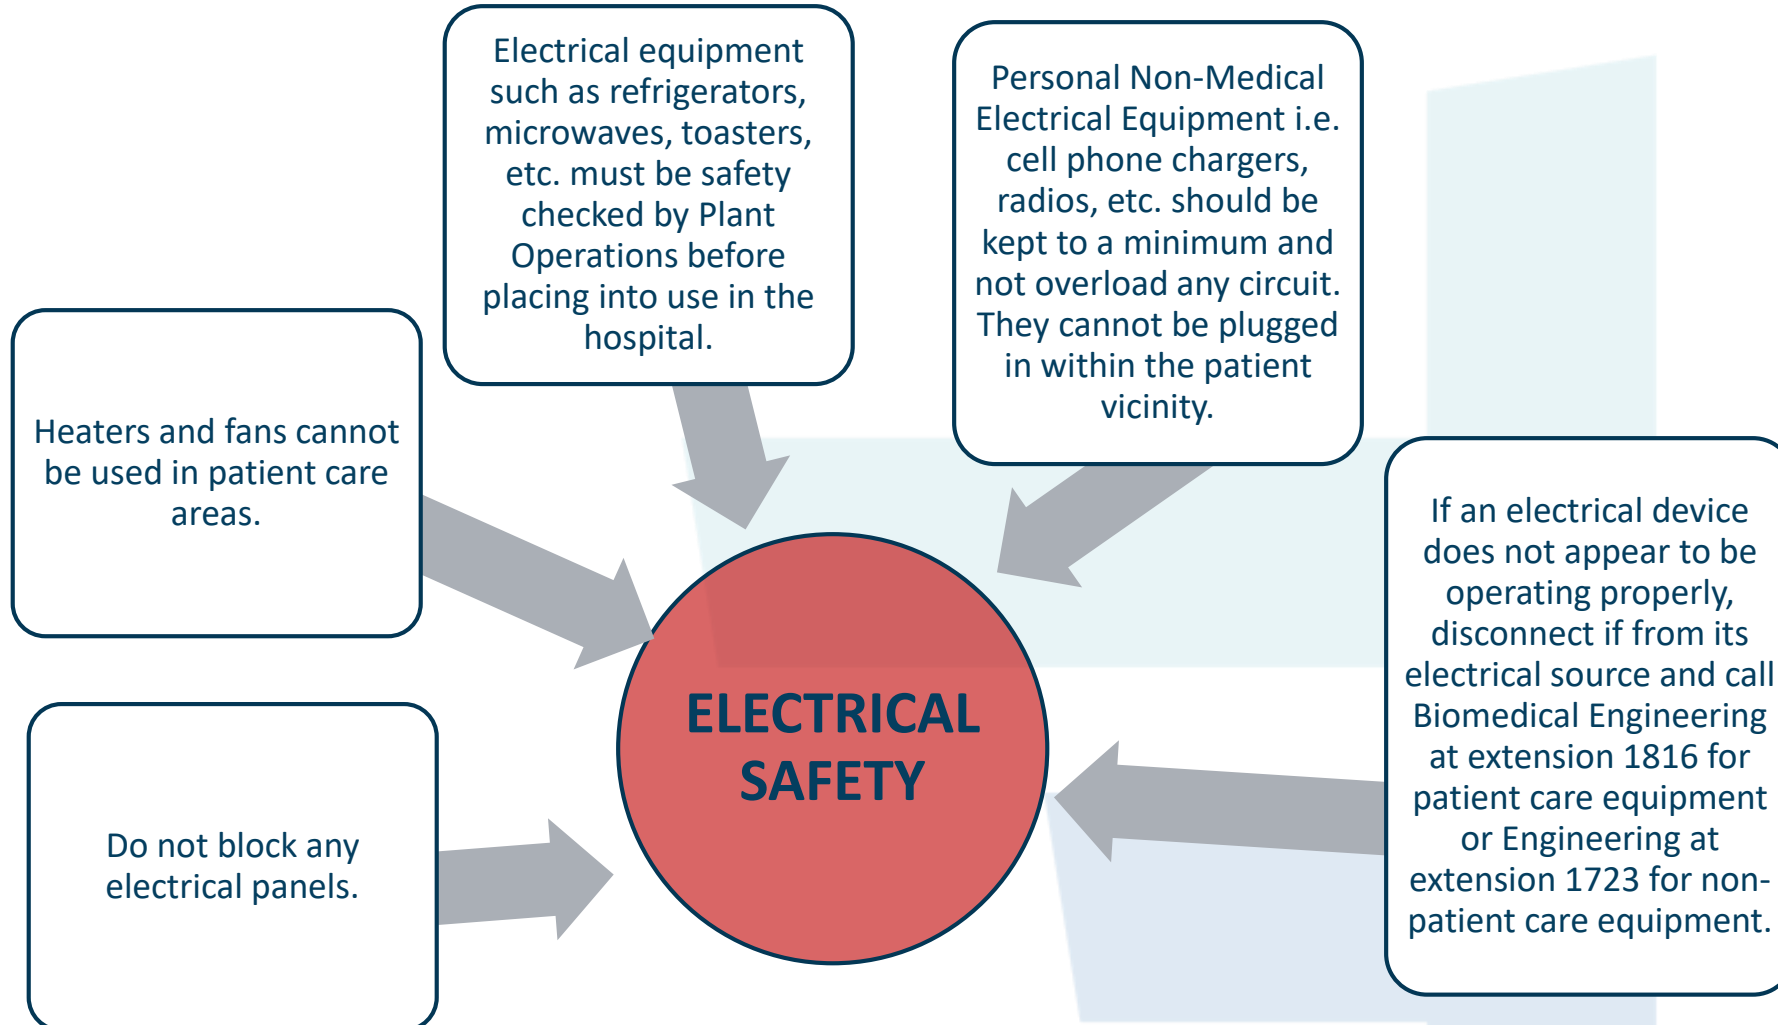 Electrical equipment
such as refrigerators,
microwaves, toasters,
etc. must be safety
checked by Plant
Operations before
placing into use in the
hospital.
Personal Non-Medical
Electrical Equipment i.e.
cell phone chargers,
radios, etc. should be
kept to a minimum and
not overload any circuit.
They cannot be plugged
in within the patient
vicinity.
Heaters and fans cannot
be used in patient care
areas.
If an electrical device
does not appear to be
operating properly,
disconnect if from its
electrical source and call
Biomedical Engineering
at extension 1816 for
patient care equipment
or Engineering at
extension 1723 for non-
patient care equipment.
ELECTRICAL
SAFETY
Do not block any
electrical panels.